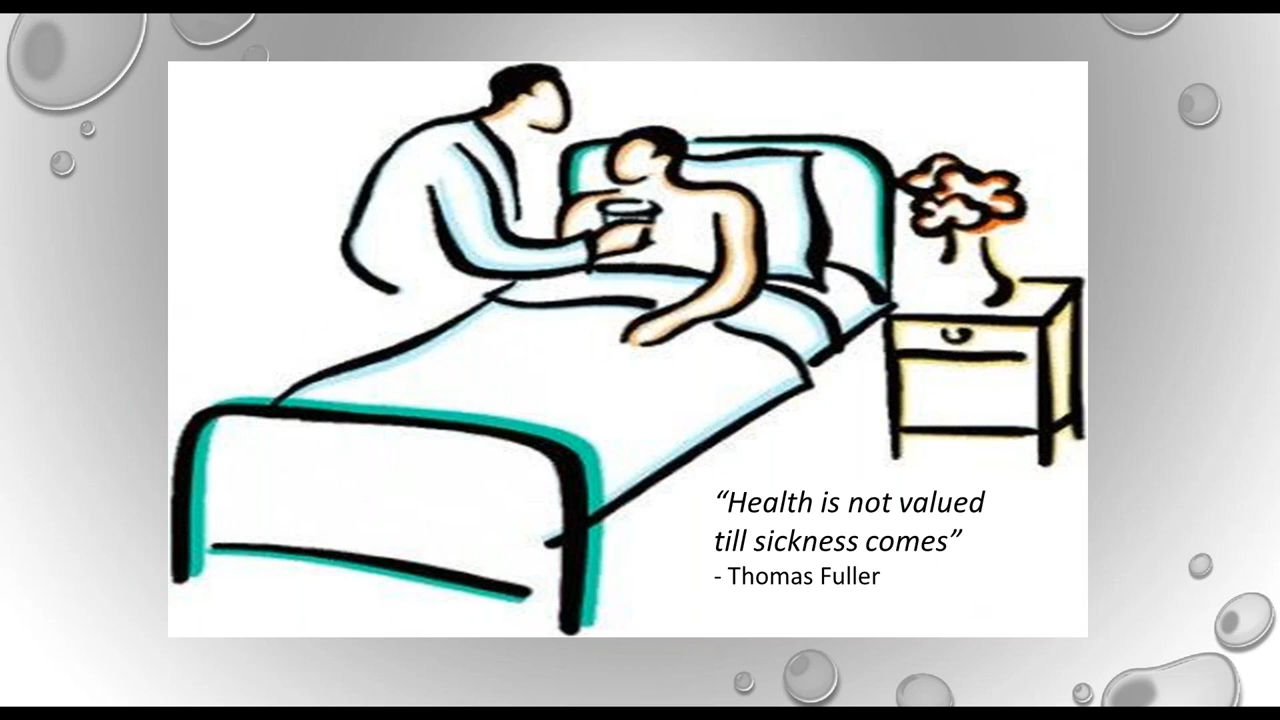 “Health is not valued
till sickness comes”
- Thomas Fuller